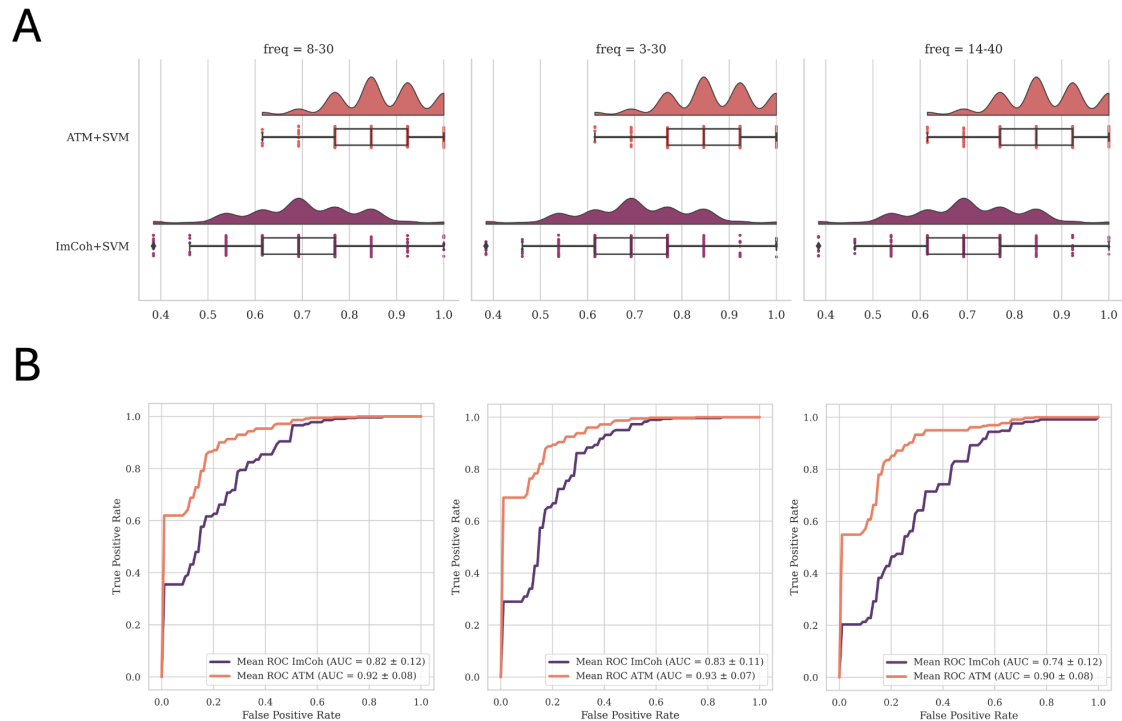 A
freq = 8-30
freq = 3-30
freq = 14-40
ATM+SVM
ImCoh+SVM
0.4 0.5 0.6 0.7 0.8 0.9 1.0
0.4 0.5 0.6 0.7 0.8 0.9 1.0
0.4 0.5 0.6 0.7 0.8 0.9 1.0
B
True Positive Rate
1.0
0.8
0.6
0.4
0.2
0.0
Mean ROC ImCoh (AUC = 0.82 ± 0.12)
Mean ROC ATM (AUC = 0.92 ± 0.08)
0.0 0.2 0.4 0.6 0.8 1.0
False Positive Rate
True Positive Rate
1.0
0.8
0.6
0.4
0.2
0.0
Mean ROC ImCoh (AUC = 0.83 ± 0.11)
Mean ROC ATM (AUC = 0.93 ± 0.07)
0.0 0.2 0.4 0.6 0.8 1.0
False Positive Rate
True Positive Rate
1.0
0.8
0.6
0.4
0.2
0.0
Mean ROC ImCoh (AUC = 0.74 ± 0.12)
Mean ROC ATM (AUC = 0.90 ± 0.08)
0.0 0.2 0.4 0.6 0.8 1.0
False Positive Rate